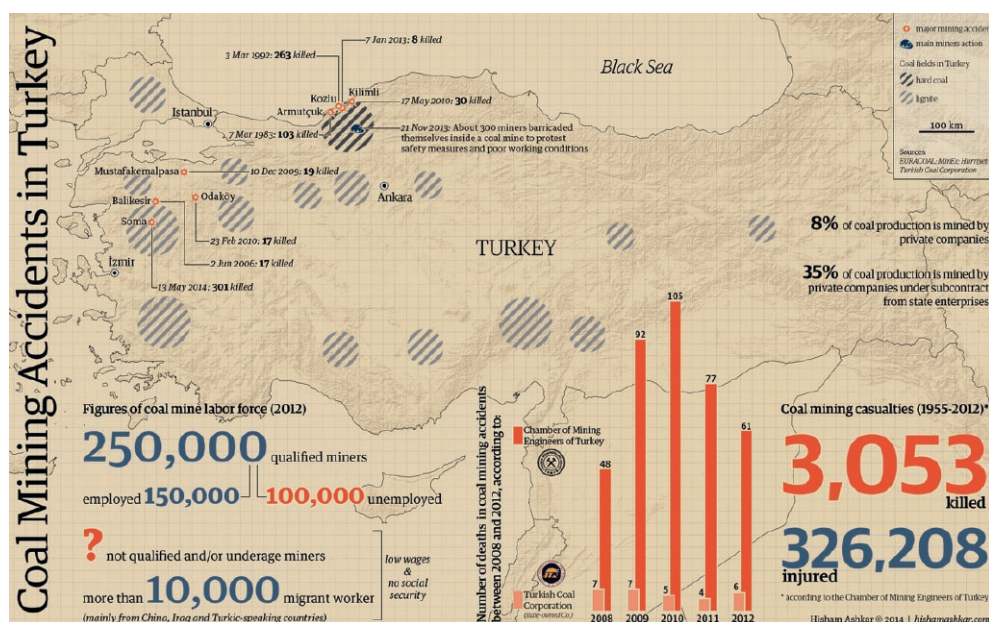 Coal Mining Accidents in Turkey
7 Jan 2013: 8 killed
3 Mar 1992: 263 killed
Black Sea
major mining acciden
main miners action
Coal fields in Turkey
hard coal
lignite
100 km
Sources
EURACOAL; MinEx; Hurriyet
Turkish Coal Corporation
Istanbul
Kozlu
Kilimli
Armutçuk
17 May 2010: 30 killed
7 Mar 1983: 103 killed
21 Nov 2013: About 300 miners barricaded
themselves inside a coal mine to protest
safety measures and poor working conditions
Mustafakemalpasa
10 Dec 2009: 19 killed
Ankara
Balikesir
Odaköy
Soma
23 Feb 2010: 17 killed
İzmir
2 Jun 2006: 17 killed
13 May 2014: 301 killed
TURKEY
8% of coal production is mined by
private companies
35% of coal production is mined by
private companies under subcontract
from state enterprises
Figures of coal mine labor force (2012)
250,000 qualified miners
employed 150,000
100,000 unemployed
? not qualified and/or underage miners
more than 10,000 migrant worker
(mainly from China, Iraq and Turkic-speaking countries)
low wages
&
no social
security
Number of deaths in coal mining accidents
between 2008 and 2012, according to:
Chamber of Mining
Engineers of Turkey
Turkish Coal
Corporation
(state-owned Co.)
48
92
105
77
61
7
7
5
4
6
2008
2009
2010
2011
2012
Coal mining casualties (1955-2012)*
3,053
killed
326,208
injured
* according to the Chamber of Mining Engineers of Turkey
Hisham Ashkar © 2014 | hishamashkar.com